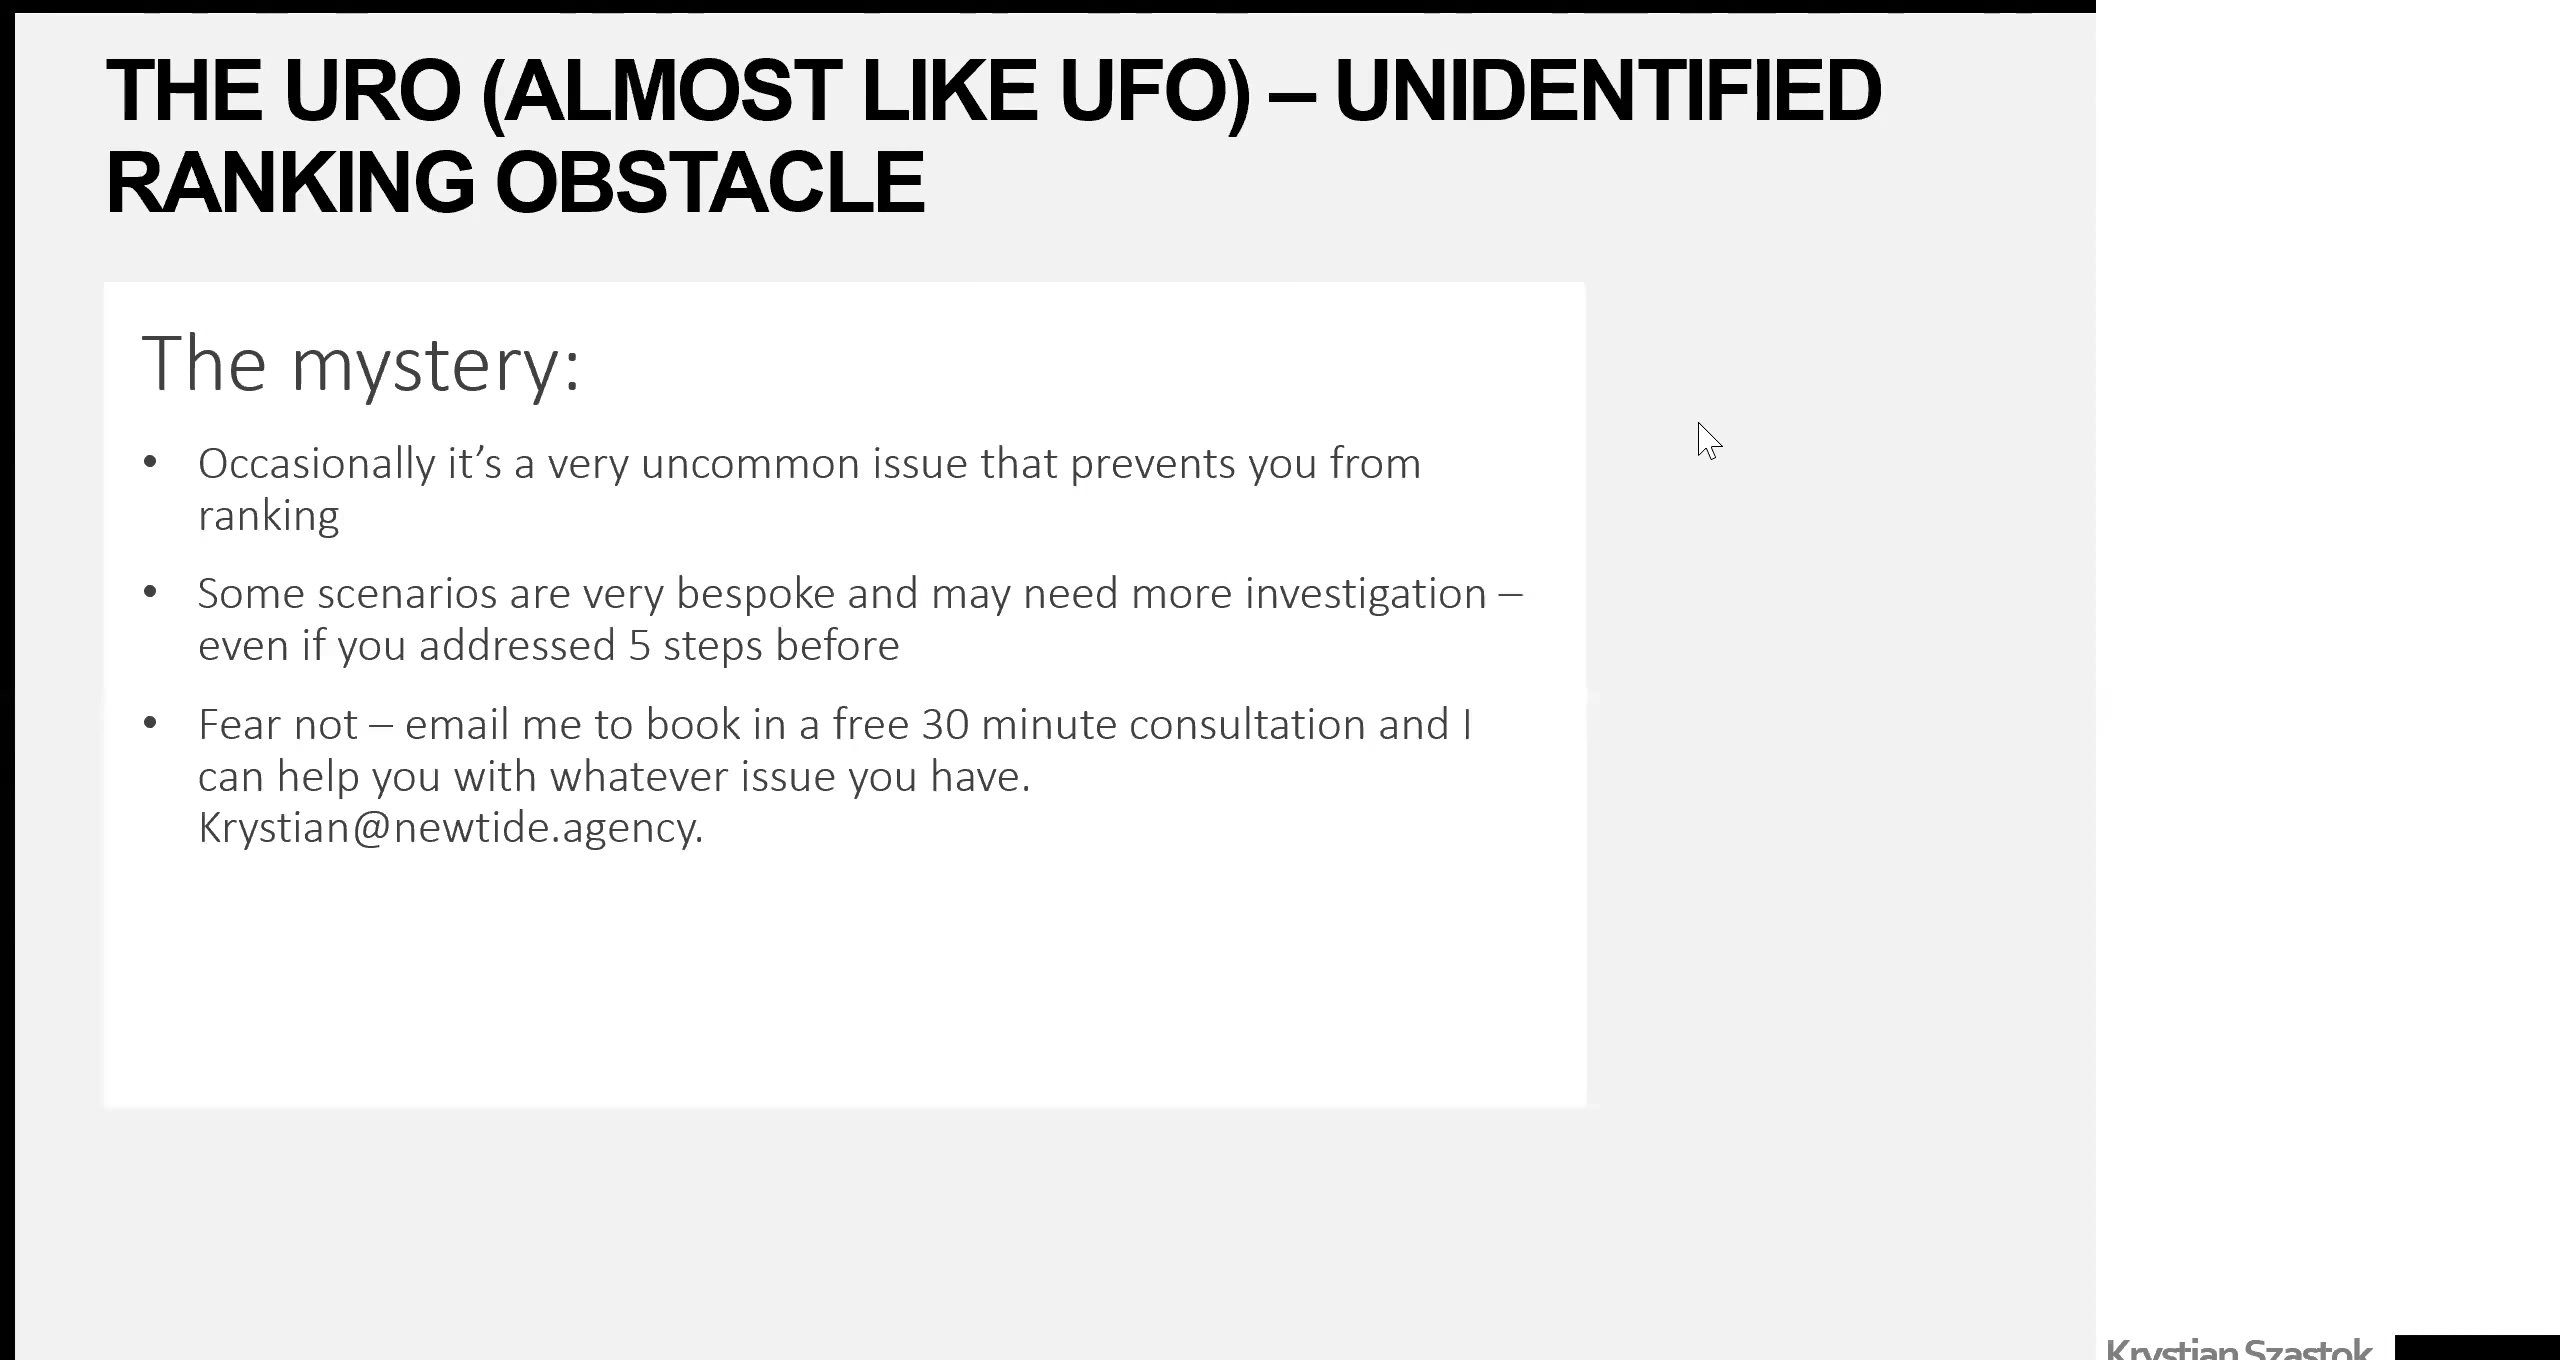 THE URO (ALMOST LIKE UFO) – UNIDENTIFIED
RANKING OBSTACLE
The mystery:
• Occasionally it’s a very uncommon issue that prevents you from
ranking
• Some scenarios are very bespoke and may need more investigation –
even if you addressed 5 steps before
• Fear not – email me to book in a free 30 minute consultation and I
can help you with whatever issue you have.
Krystian@newtide.agency.
Krystian Szastok